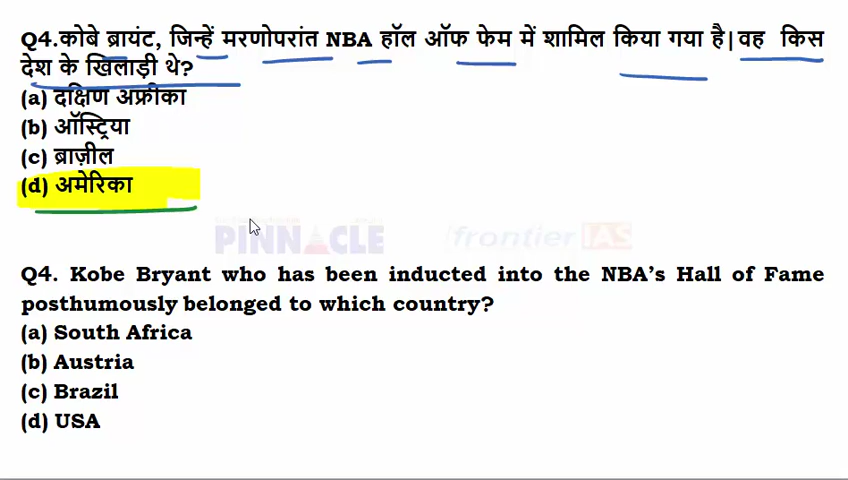 Q4.कोबे ब्रायंट, जिन्हें मरणोपरांत NBA हॉल ऑफ फेम में शामिल किया गया है|वह किस
देश के खिलाड़ी थे?
(a) दक्षिण अफ्रीका
(b) ऑस्ट्रिया
(c) ब्राज़ील
(d) अमेरिका
PINNACLE frontier IAS
Q4. Kobe Bryant who has been inducted into the NBA's Hall of Fame
posthumously belonged to which country?
(a) South Africa
(b) Austria
(c) Brazil
(d) USA